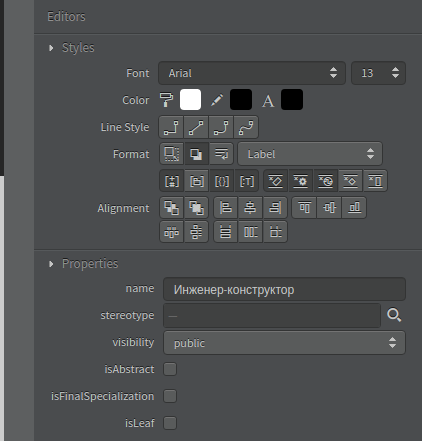 Editors
Styles
Font Arial 13
Color A
Line Style
Format Label
Alignment
Properties
name Инженер-конструктор
stereotype —
visibility public
isAbstract
isFinalSpecialization
isLeaf